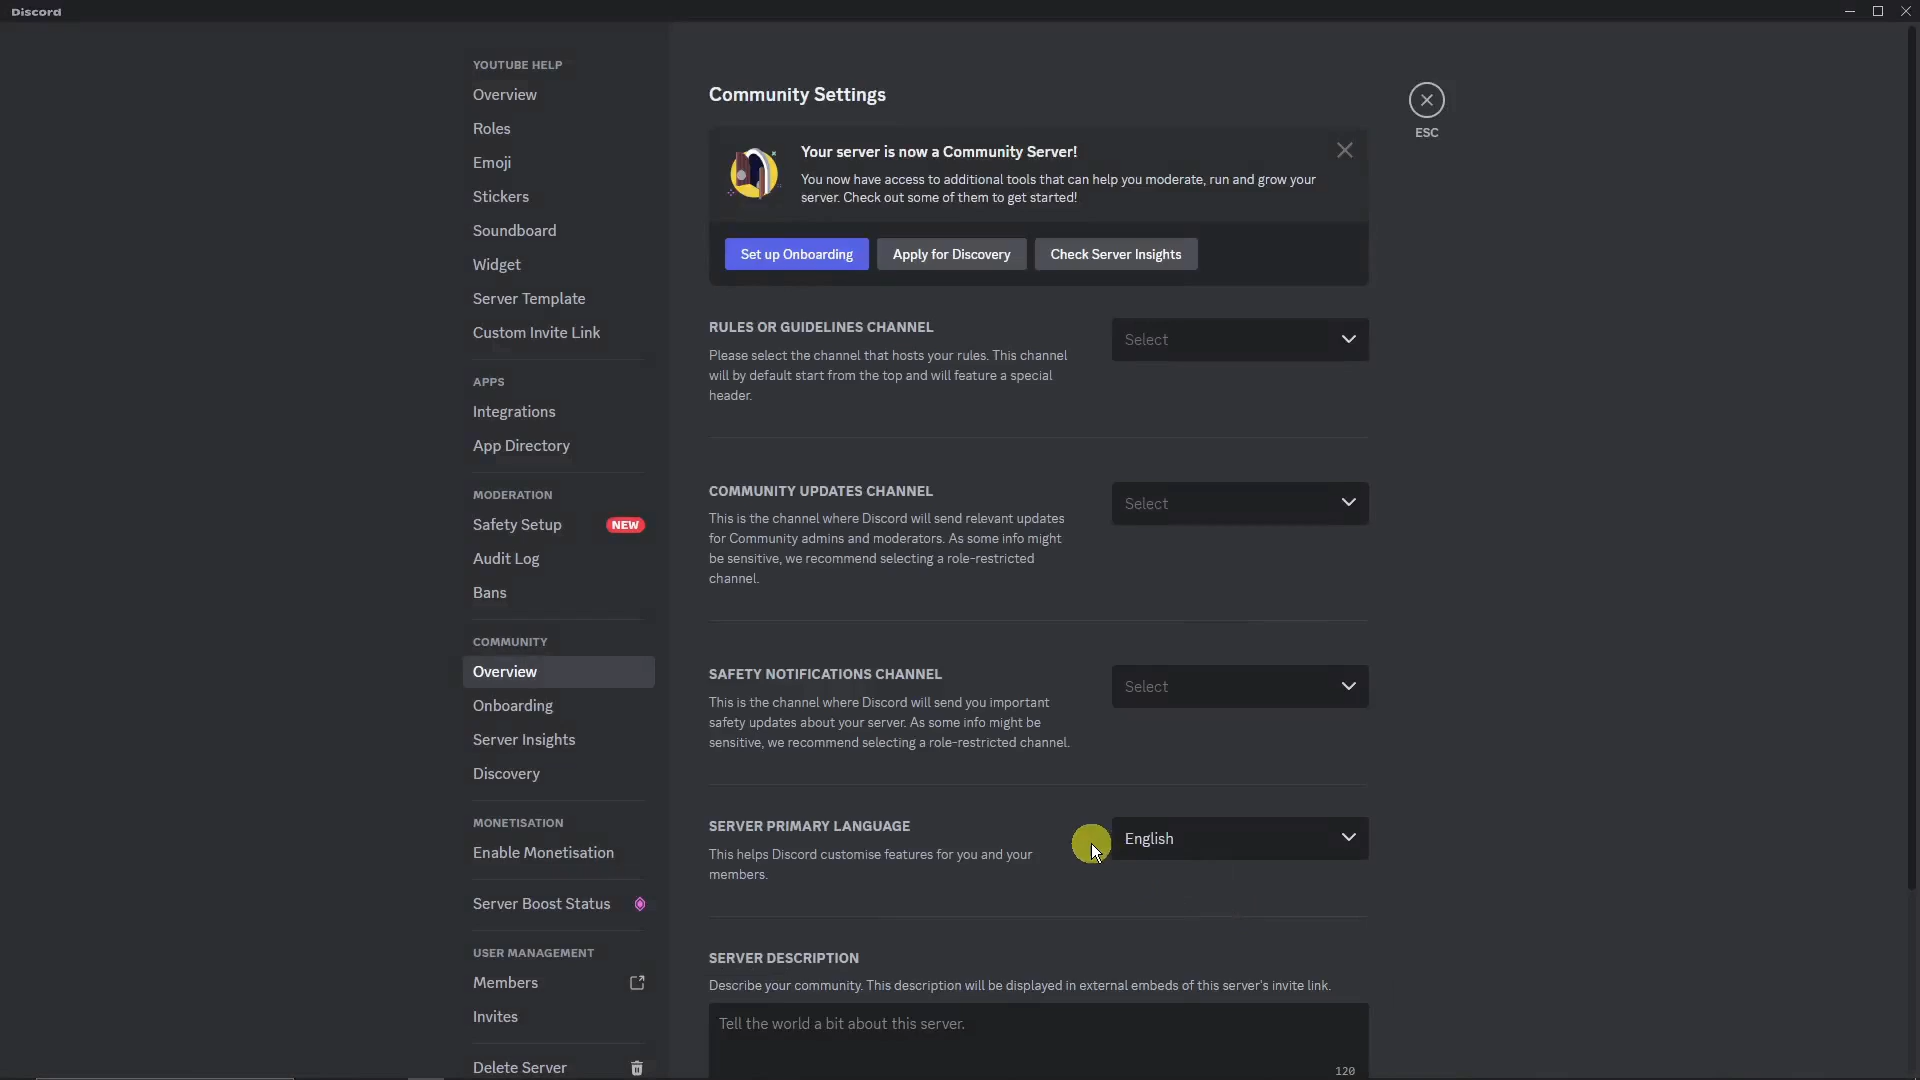 Discord
YOUTUBE HELP
Overview
Roles
Emoji
Stickers
Soundboard
Widget
Server Template
Custom Invite Link
APPS
Integrations
App Directory
MODERATION
Safety Setup NEW
Audit Log
Bans
COMMUNITY
Overview
Onboarding
Server Insights
Discovery
MONETISATION
Enable Monetisation
Server Boost Status
USER MANAGEMENT
Members
Invites
Delete Server
Community Settings
ESC
Your server is now a Community Server!
You now have access to additional tools that can help you moderate, run and grow your
server. Check out some of them to get started!
Set up Onboarding Apply for Discovery Check Server Insights
RULES OR GUIDELINES CHANNEL
Select
Please select the channel that hosts your rules. This channel
will by default start from the top and will feature a special
header.
COMMUNITY UPDATES CHANNEL
Select
This is the channel where Discord will send relevant updates
for Community admins and moderators. As some info might
be sensitive, we recommend selecting a role-restricted
channel.
SAFETY NOTIFICATIONS CHANNEL
Select
This is the channel where Discord will send you important
safety updates about your server. As some info might be
sensitive, we recommend selecting a role-restricted channel.
SERVER PRIMARY LANGUAGE
English
This helps Discord customise features for you and your
members.
SERVER DESCRIPTION
Describe your community. This description will be displayed in external embeds of this server's invite link.
Tell the world a bit about this server.
120